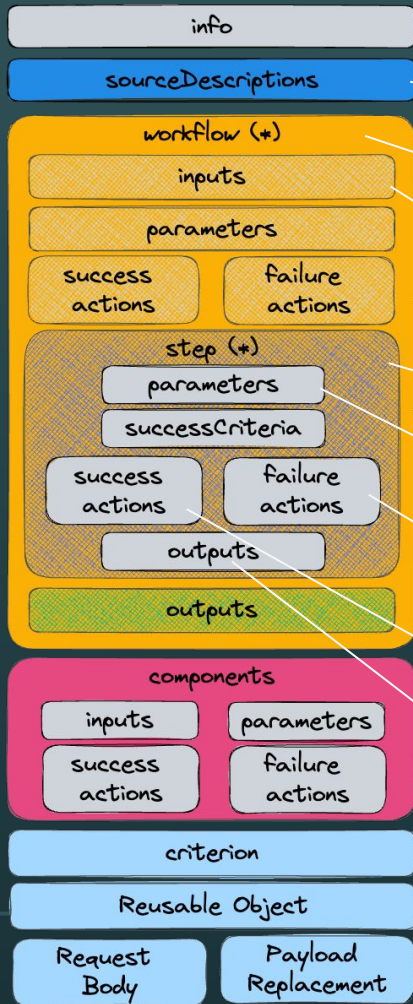 info
sourceDescriptions
workflow (*)
inputs
parameters
success
actions
failure
actions
step (*)
parameters
successCriteria
success
actions
failure
actions
outputs
outputs
components
inputs
parameters
success
actions
failure
actions
criterion
Reusable Object
Request
Body
Payload
Replacement